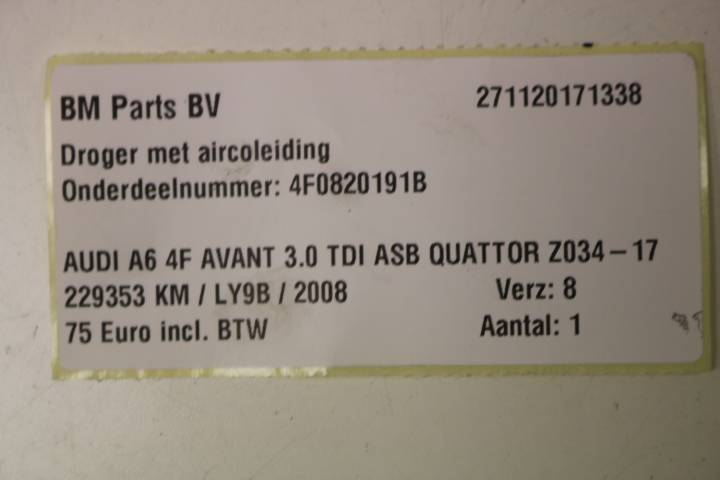 BM Parts BV 271120171338
Droger met aircoleiding
Onderdeelnummer: 4F0820191B
AUDI A6 4F AVANT 3.0 TDI ASB QUATTOR Z034-17
229353 KM / LY9B / 2008 Verz: 8
75 Euro incl. BTW Aantal: 1